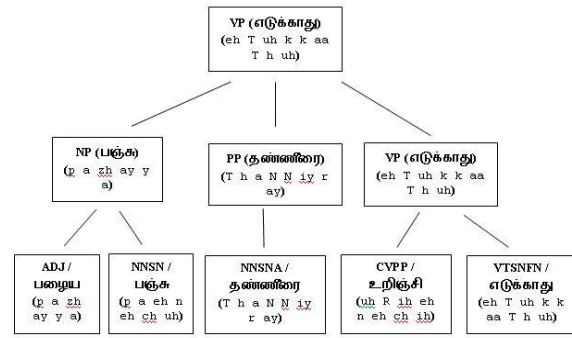 VP (எடுக்காது)
(eh T uh k k aa
T h uh)
NP (பஞ்சு)
(p a zh ay y
a)
PP (தண்ணீரை)
(T h a N N iy r
ay)
VP (எடுக்காது)
(eh T uh k k aa
T h uh)
ADJ /
பழைய
(p a zh
ay y a)
NNSN /
பஞ்சு
(p a eh n
eh ch uh)
NNSNA /
தண்ணீரை
(T h a N N iy
r ay)
CVPP /
உறிஞ்சி
(uh R ih eh
n eh ch ih)
VTSNFN /
எடுக்காது
(eh T uh k k
aa T h uh)